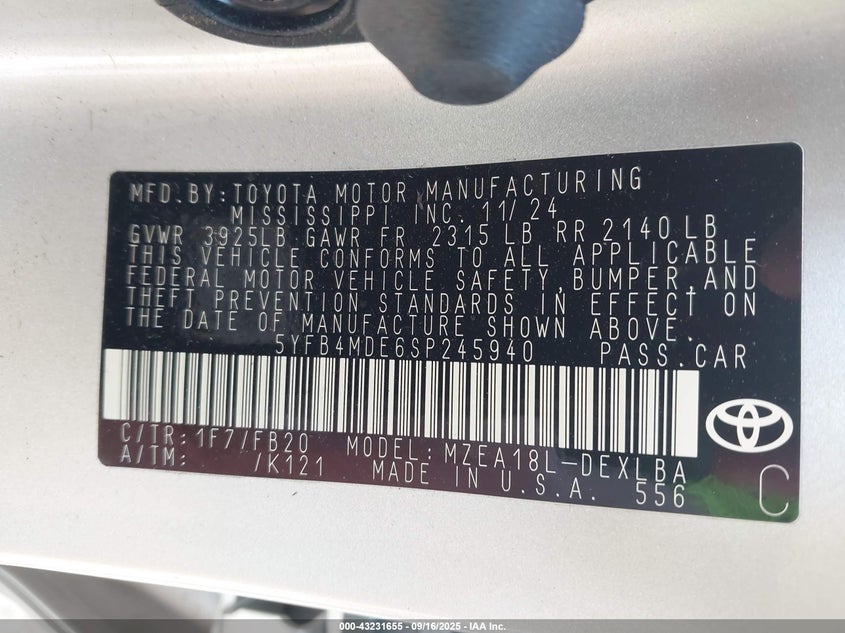 MFD.BY:TOYOTA MOTOR MANUFACTURING
MISSISSIPPI INC. 11/24
GVWR 3925LB GAWR FR 2315 LB RR 2140 LB
THIS VEHICLE CONFORMS TO ALL APPLICABLE
FEDERAL MOTOR VEHICLE SAFETY,BUMPER,AND
THEFT PREVENTION STANDARDS IN EFFECT ON
THE DATE OF MANUFACTURE SHOWN ABOVE.
5YFB4MDE6SP245940 PASS.CAR
C/TR: 1F7/FB20 MODEL: MZEA18L-DEXLBA
A/TM: /K121 MADE IN U.S.A. 556
C
000-43231655 - 09/16/2025 - IAA Inc.